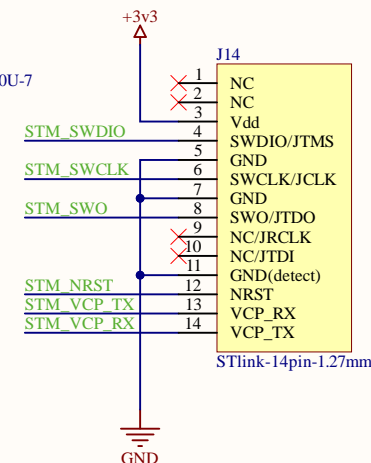 +3v3
J14
0U-7
1 NC
2 NC
3 Vdd
STM_SWDIO 4 SWDIO/JTMS
5 GND
STM_SWCLK 6 SWCLK/JCLK
7 GND
STM_SWO 8 SWO/JTDO
9 NC/JRCLK
10 NC/JTDI
11 GND(detect)
STM_NRST 12 NRST
STM_VCP_TX 13 VCP_RX
STM_VCP_RX 14 VCP_TX
STlink-14pin-1.27mm
GND